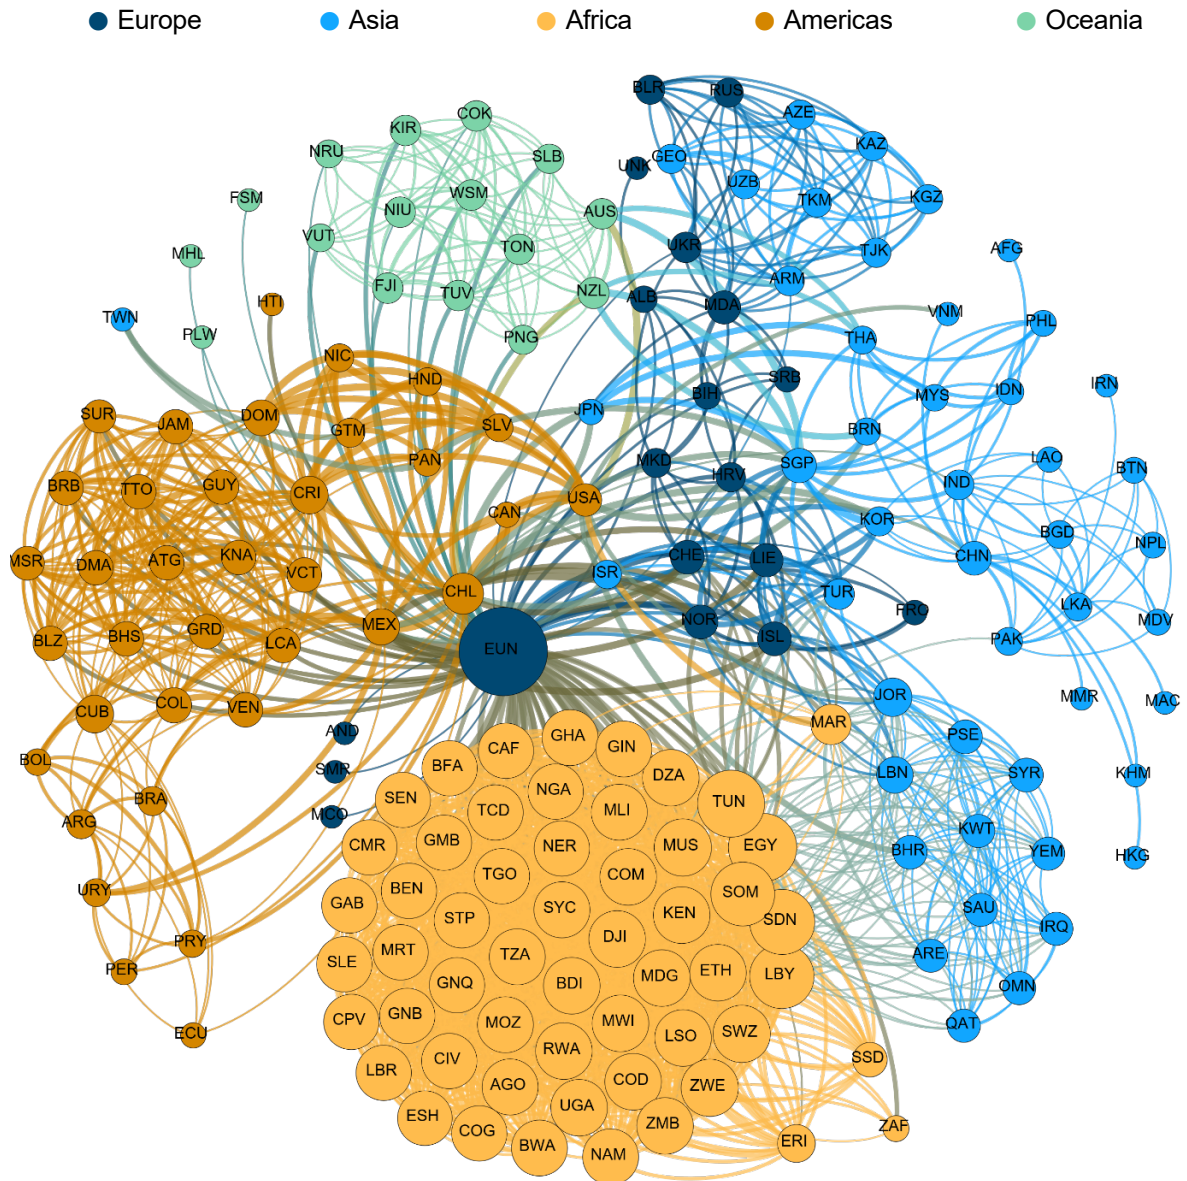 Europe Asia Africa Americas Oceania
BLR RUS
COK AZE
KIR KAZ
NRU SLB GEO UNK
UZB
FSM WSM TKM KGZ
NIU AUS
VUT TON UKR TJK AFG
MHL
FJI TUV NZL ARM
HTI ALB MDA
TWN VNM PHL
PLW PNG THA
NIC
HND SRB IRN
SUR DOM JPN BIH MYS IDN
JAM GTM SLV BRN
PAN MKD SGP LAO
BRB TTO GUY CRI HRV IND BTN
USA
CAN KOR BGD NPL
MSR DMA ATG KNA VCT CHE LIE CHN
ISR
CHL TUR LKA
FRO MDV
BLZ BHS GRD LCA MEX NOR ISL PAK
EUN
JOR MMR MAC
CUB COL VEN
AND GHA MAR PSE
BOL CAF GIN
SMR BFA DZA LBN SYR KHM
BRA SEN NGA TUN
ARG MCO TCD MLI KWT
CMR GMB NER MUS EGY BHR YEM HKG
URY BEN TGO COM SOM
GAB STP SYC KEN SDN SAU IRQ
PRY DJI
PER SLE MRT TZA ARE
GNQ BDI MDG ETH LBY OMN
ECU CPV GNB MOZ MWI QAT
LSO SWZ
CIV RWA SSD
LBR AGO COD ZWE
ESH UGA ZMB
COG ZAF
BWA NAM ERI